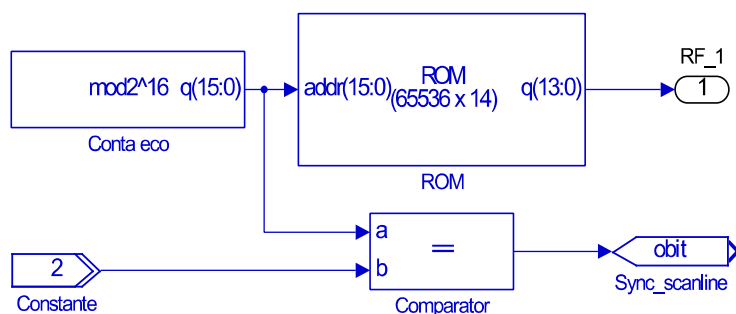 mod2^16 q(15:0)
Conta eco
addr(15:0)
ROM
(65536 x 14)
q(13:0)
ROM
RF_1
1
a
b
=
Comparator
2
Constante
obit
Sync_scanline